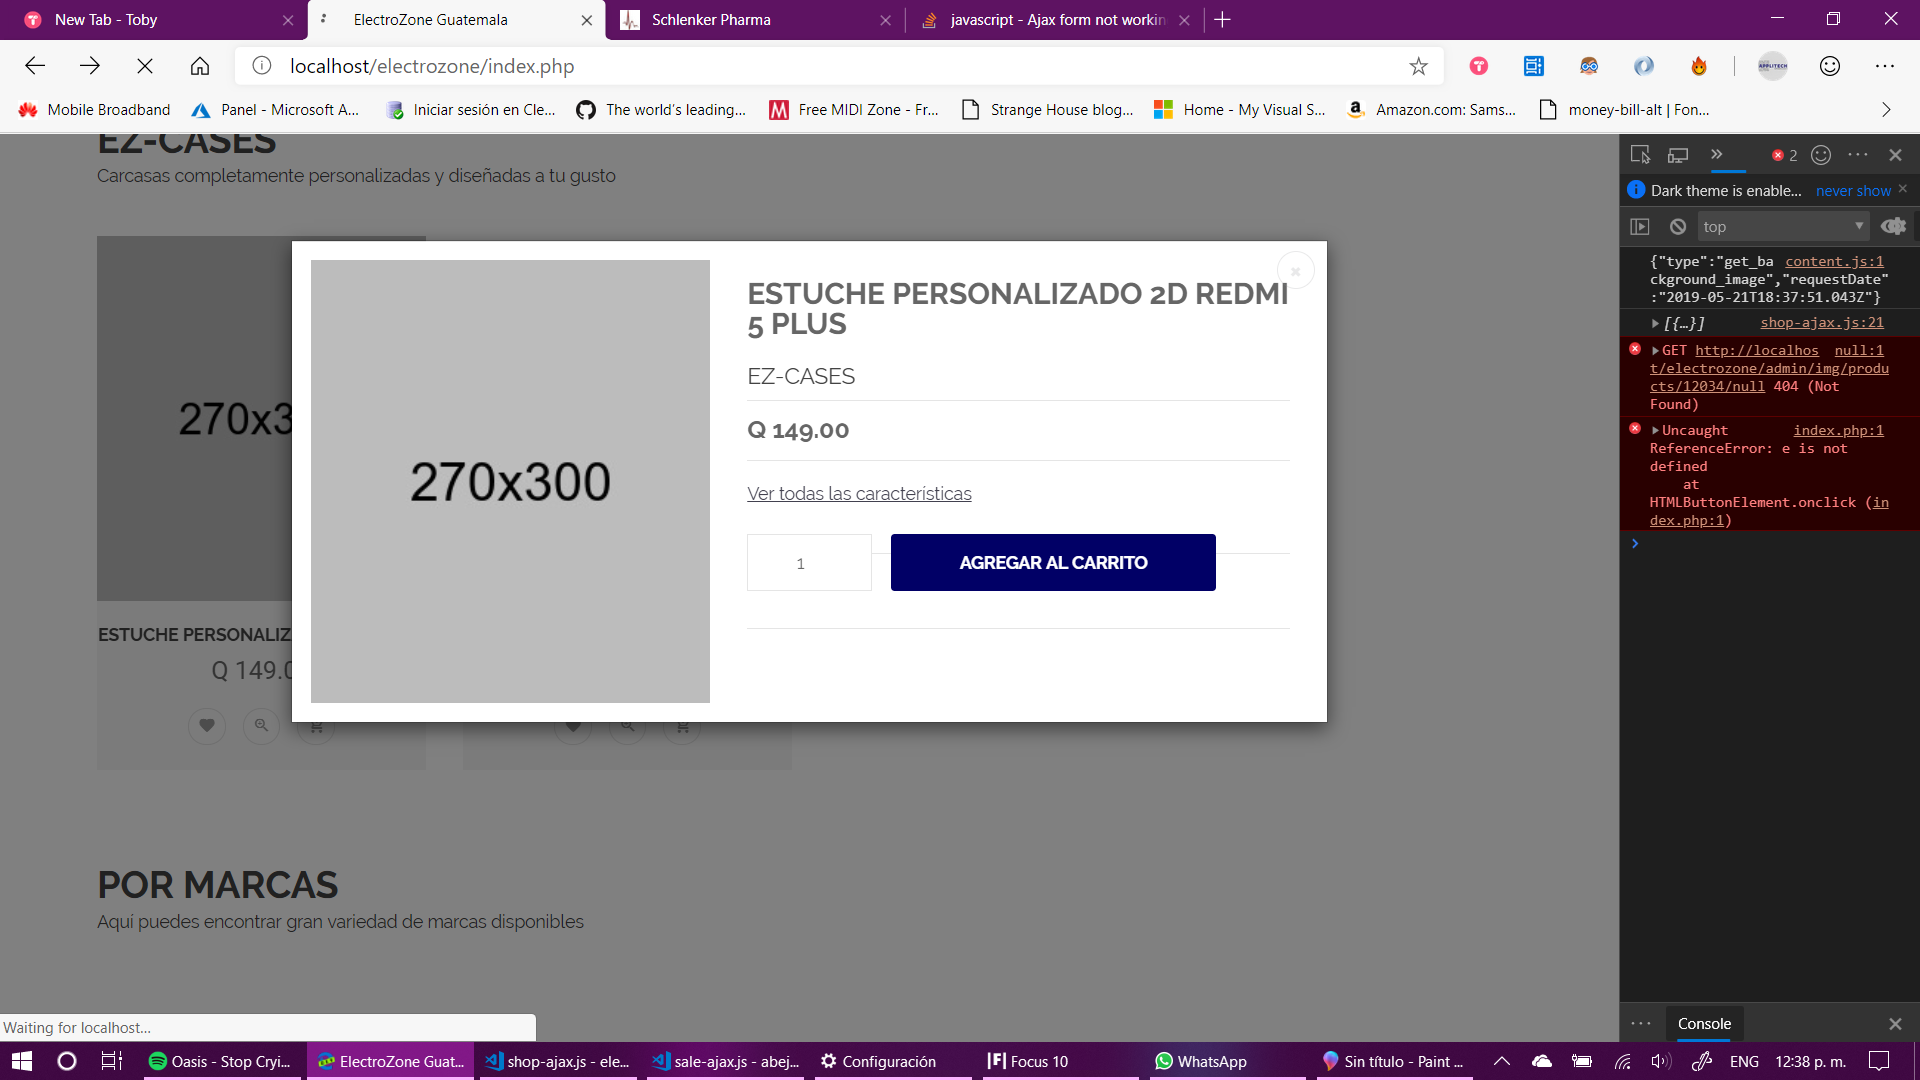 New Tab - Toby
ElectroZone Guatemala
Schlenker Pharma
javascript - Ajax form not workin
localhost/electrozone/index.php
Mobile Broadband
Panel - Microsoft A...
Iniciar sesión en Cle...
The world's leading...
Free MIDI Zone - Fr...
Strange House blog...
Home - My Visual S...
Amazon.com: Sams...
money-bill-alt | Fon...
EZ-CASES
Carcasas completamente personalizadas y diseñadas a tu gusto
270x3
ESTUCHE PERSONALIZ
Q 149.0
270x300
ESTUCHE PERSONALIZADO 2D REDMI
5 PLUS
EZ-CASES
Q 149.00
Ver todas las características
1
AGREGAR AL CARRITO
POR MARCAS
Aqui puedes encontrar gran variedad de marcas disponibles
Waiting for localhost...
2
Dark theme is enable... never show
top
{"type":"get_ba content.js:1
ckground_image","requestDate"
:"2019-05-21T18:37:51.043Z"}
[{…}] shop-ajax.js:21
GET http://localhos null:1
t/electrozone/admin/img/produ
cts/12034/null 404 (Not
Found)
Uncaught index.php:1
ReferenceError: e is not
defined
at
HTMLButtonElement.onclick (in
dex.php:1)
Console
Oasis - Stop Cryi...
ElectroZone Guat...
shop-ajax.js - ele...
sale-ajax.js - abej...
Configuración
[F] Focus 10
WhatsApp
Sin título - Paint ...
ENG
12:38 p. m.